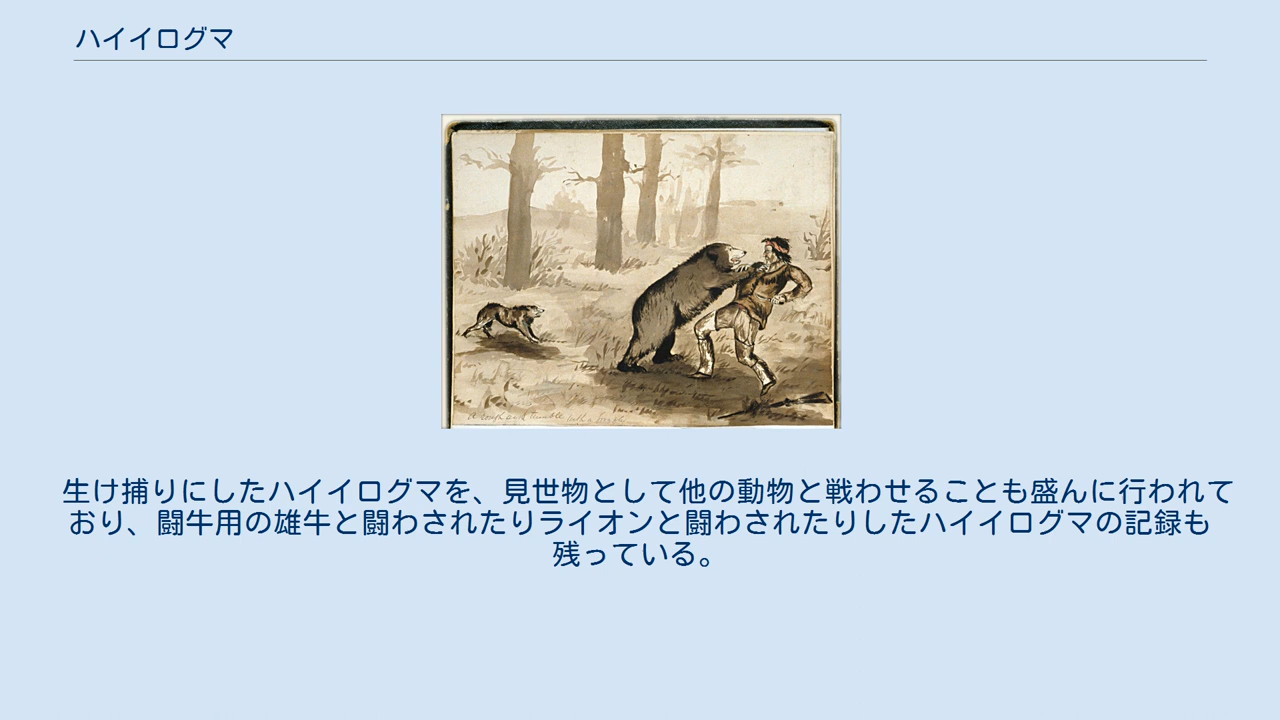 ハイイログマ
A rough and tumble with a
生け捕りにしたハイイログマを、見世物として他の動物と戦わせることも盛んに行われて
おり、闘牛用の雄牛と闘わされたりライオンと闘わされたりしたハイイログマの記録も
残っている。